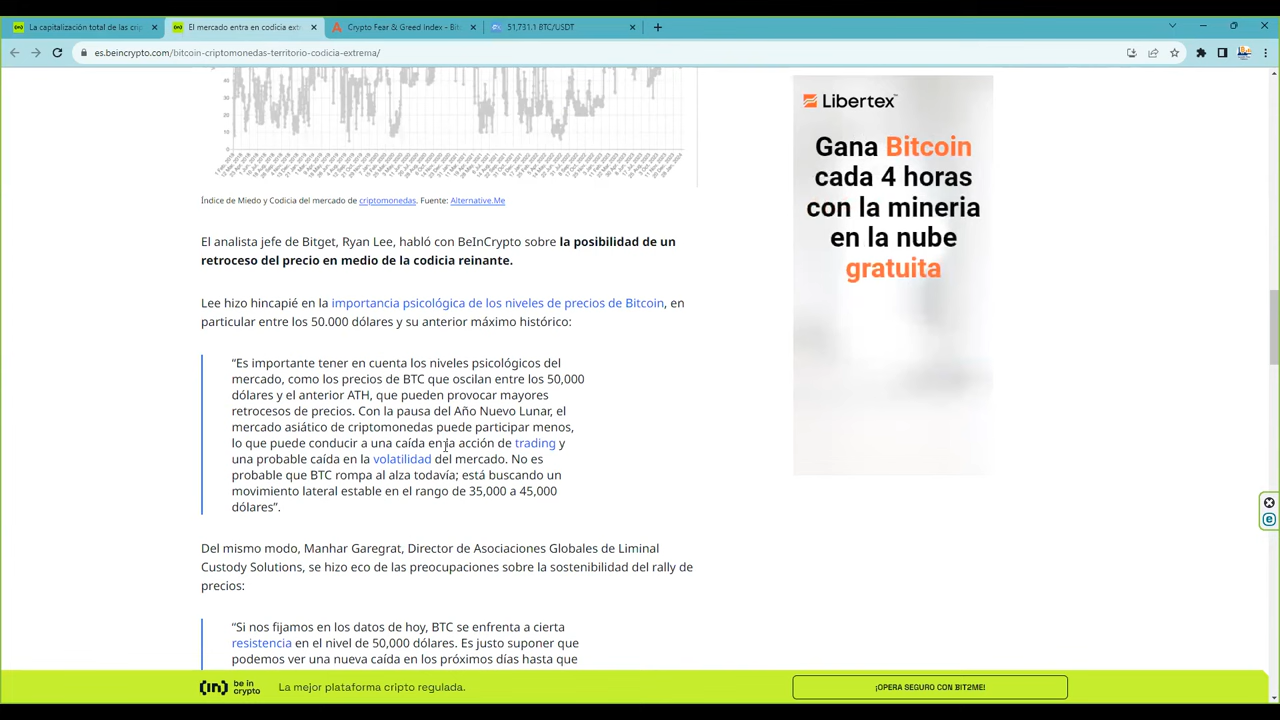 La capitalización total de las crip
El mercado entra en codicia extr
Crypto Fear & Greed Index - Bit
51,731.1 BTC/USDT
es.beincrypto.com/bitcoin-criptomonedas-territorio-codicia-extrema/
40
30
20
10
0
Índice de Miedo y Codicia del mercado de criptomonedas. Fuente: Alternative.Me
El analista jefe de Bitget, Ryan Lee, habló con BeInCrypto sobre la posibilidad de un
retroceso del precio en medio de la codicia reinante.
Lee hizo hincapié en la importancia psicológica de los niveles de precios de Bitcoin, en
particular entre los 50.000 dólares y su anterior máximo histórico:
“Es importante tener en cuenta los niveles psicológicos del
mercado, como los precios de BTC que oscilan entre los 50,000
dólares y el anterior ATH, que pueden provocar mayores
retrocesos de precios. Con la pausa del Año Nuevo Lunar, el
mercado asiático de criptomonedas puede participar menos,
lo que puede conducir a una caída en la acción de trading y
una probable caída en la volatilidad del mercado. No es
probable que BTC rompa al alza todavía; está buscando un
movimiento lateral estable en el rango de 35,000 a 45,000
dólares”.
Del mismo modo, Manhar Garegrat, Director de Asociaciones Globales de Liminal
Custody Solutions, se hizo eco de las preocupaciones sobre la sostenibilidad del rally de
precios:
“Si nos fijamos en los datos de hoy, BTC se enfrenta a cierta
resistencia en el nivel de 50,000 dólares. Es justo suponer que
podemos ver una nueva caída en los próximos días hasta que
Libertex
Gana Bitcoin
cada 4 horas
con la mineria
en la nube
gratuita
be in
crypto
La mejor plataforma cripto regulada.
¡OPERA SEGURO CON BIT2ME!